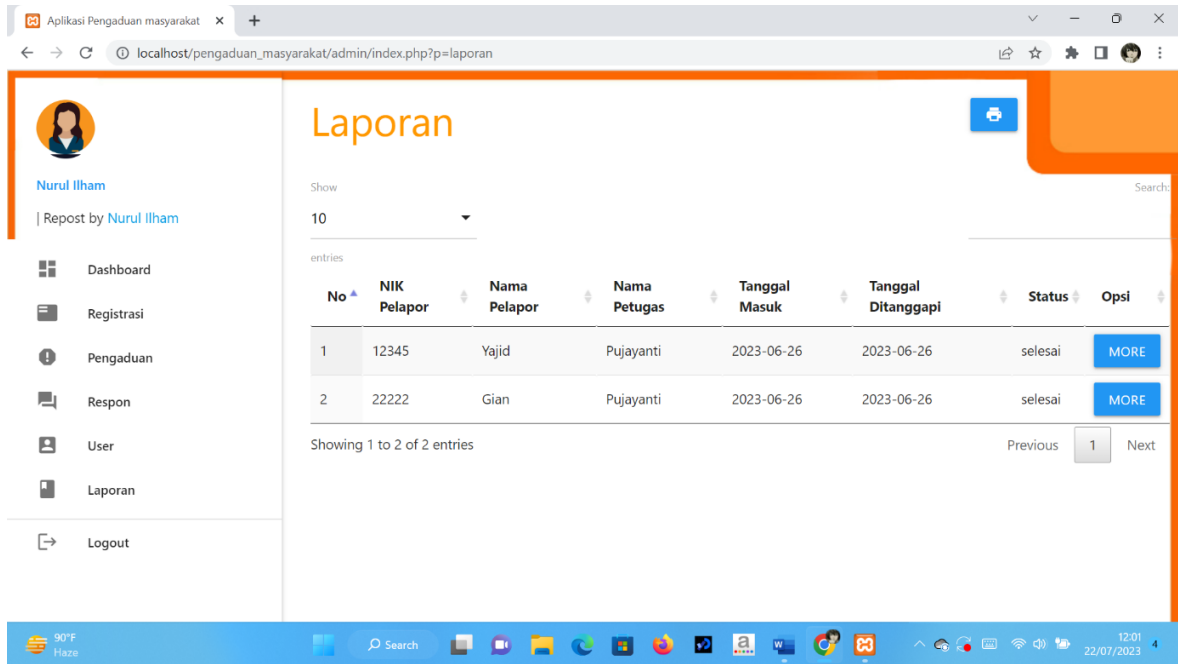 Aplikasi Pengaduan masyarakat
localhost/pengaduan_masyarakat/admin/index.php?p=laporan
Nurul Ilham
| Repost by Nurul Ilham
Dashboard
Registrasi
Pengaduan
Respon
User
Laporan
Logout
Laporan
Show
Search:
10
entries
No NIK Pelapor Nama Pelapor Nama Petugas Tanggal Masuk Tanggal Ditanggapi Status Opsi
1 12345 Yajid Pujayanti 2023-06-26 2023-06-26 selesai MORE
2 22222 Gian Pujayanti 2023-06-26 2023-06-26 selesai MORE
Showing 1 to 2 of 2 entries
Previous 1 Next
90°F
Haze
Search
12:01
22/07/2023
4